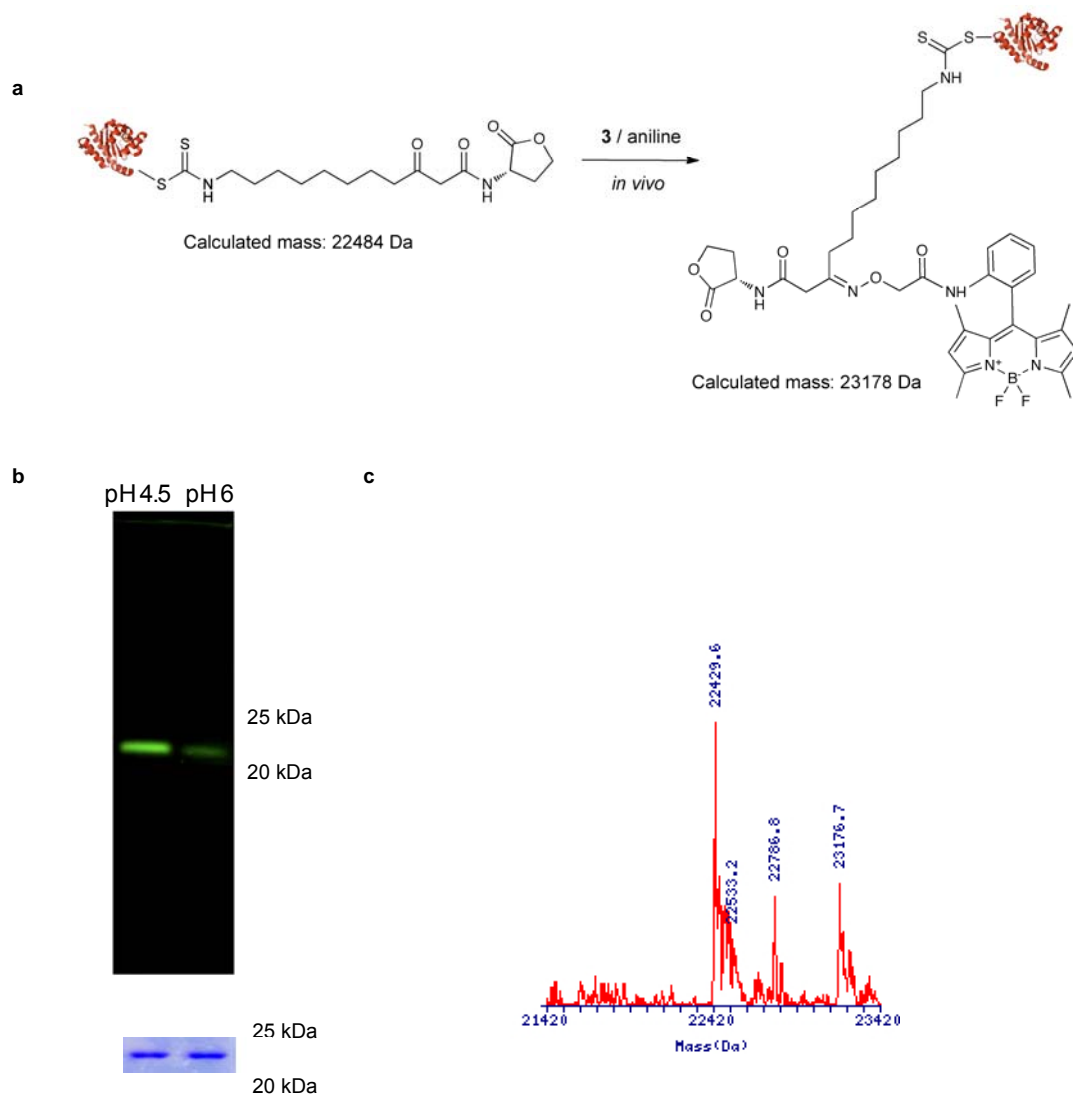 a
S
S
NH
S
S
N
H
O
O
N
H
O
O
3 / aniline
in vivo
Calculated mass: 22484 Da
O
O
N
H
O
N
O
O
NH
N⁺
B⁻
N
F
F
Calculated mass: 23178 Da
b
pH 4.5 pH 6
25 kDa
20 kDa
25 kDa
20 kDa
c
22429.6
22533.2
22786.8
23176.7
21420 22420 23420
Mass(Da)